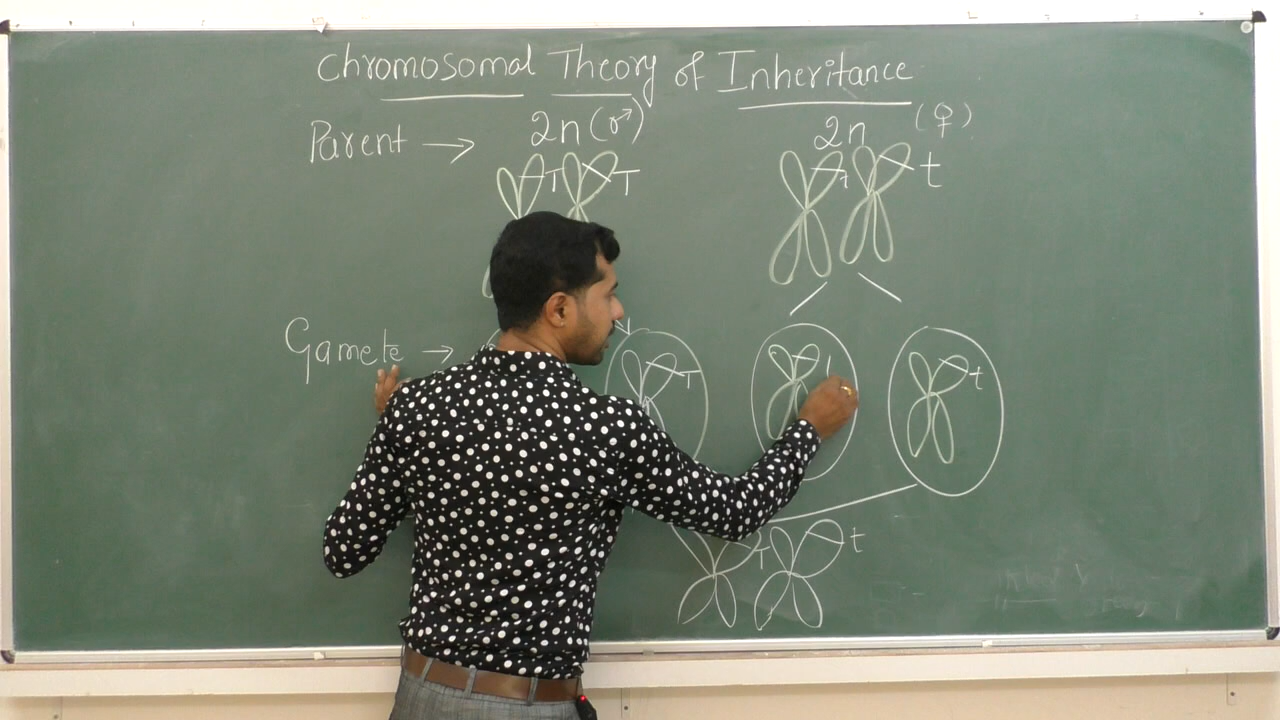 Chromosomal Theory of Inheritance
Parent → 2n (♂) 2n (♀)
T T t t
Gamete →
T t
T t